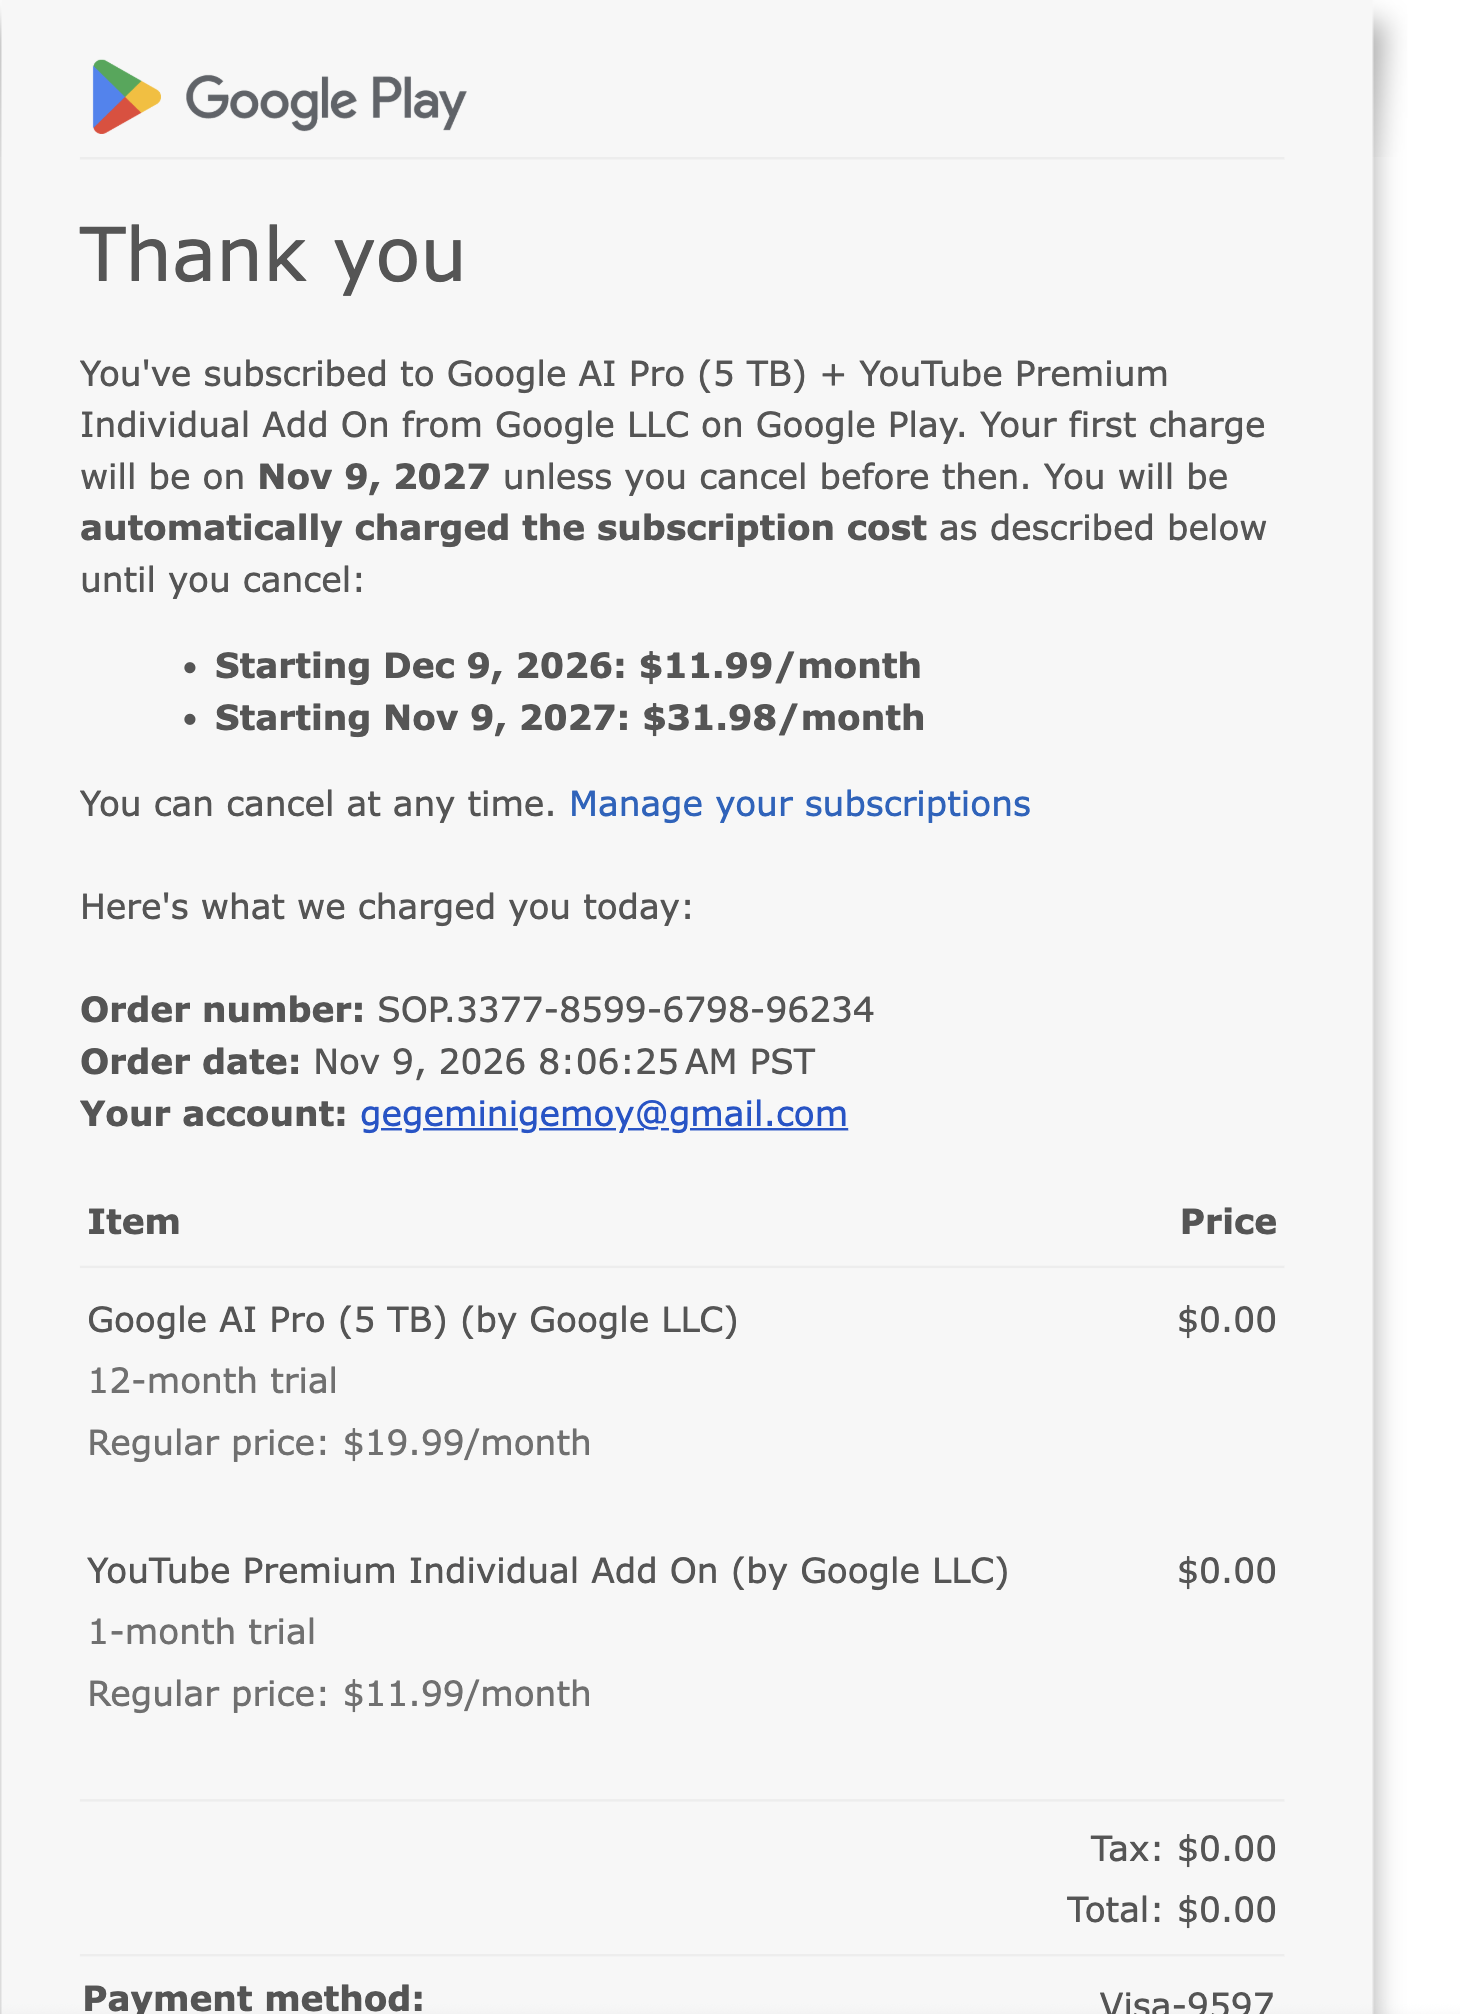 Google Play
Thank you
You've subscribed to Google AI Pro (5 TB) + YouTube Premium
Individual Add On from Google LLC on Google Play. Your first charge
will be on Nov 9, 2027 unless you cancel before then. You will be
automatically charged the subscription cost as described below
until you cancel:
• Starting Dec 9, 2026: $11.99/month
• Starting Nov 9, 2027: $31.98/month
You can cancel at any time. Manage your subscriptions
Here's what we charged you today:
Order number: SOP.3377-8599-6798-96234
Order date: Nov 9, 2026 8:06:25 AM PST
Your account: gegeminigemoy@gmail.com
Item Price
Google AI Pro (5 TB) (by Google LLC) $0.00
12-month trial
Regular price: $19.99/month
YouTube Premium Individual Add On (by Google LLC) $0.00
1-month trial
Regular price: $11.99/month
Tax: $0.00
Total: $0.00
Payment method: Visa-9597